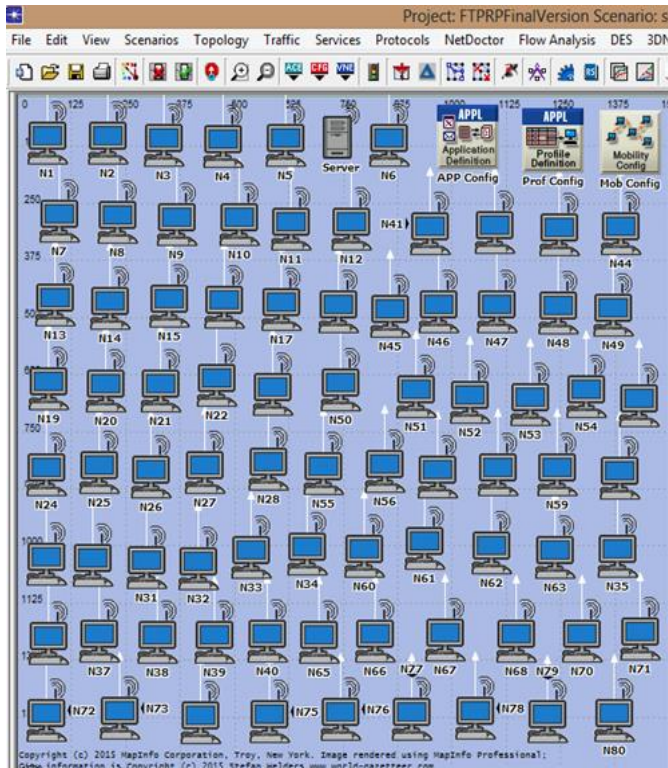 Project: FTPRPFinalVersion Scenario: s
File Edit View Scenarios Topology Traffic Services Protocols NetDoctor Flow Analysis DES 3DN
ACE CFG VNE
0 125 250 375 500 625 750 875 1000 1125 1250 1375
APPL APPL
Application Definition Profile Definition Mobility Config
N1 N2 N3 N4 N5 Server N6 APP Config Prof Config Mob Config
250
N41
N7 N8 N9 N10 N11 N12 N44
375
N13 N14 N15 N17 N45 N46 N47 N48 N49
N19 N20 N21 N22 N50 N51 N52 N53 N54
750
N24 N25 N26 N27 N28 N55 N56 N59
1000
N31 N32 N33 N34 N60 N61 N62 N63 N35
1125
N37 N38 N39 N40 N65 N66 N77 N67 N68 N79 N70 N71
N72 N73 N75 N76 N78
N80
Copyright (c) 2015 MapInfo Corporation, Troy, New York. Image rendered using MapInfo Professional;
information is Copyright (c) 2015 Stefan Helders www.world-gazetteer.com